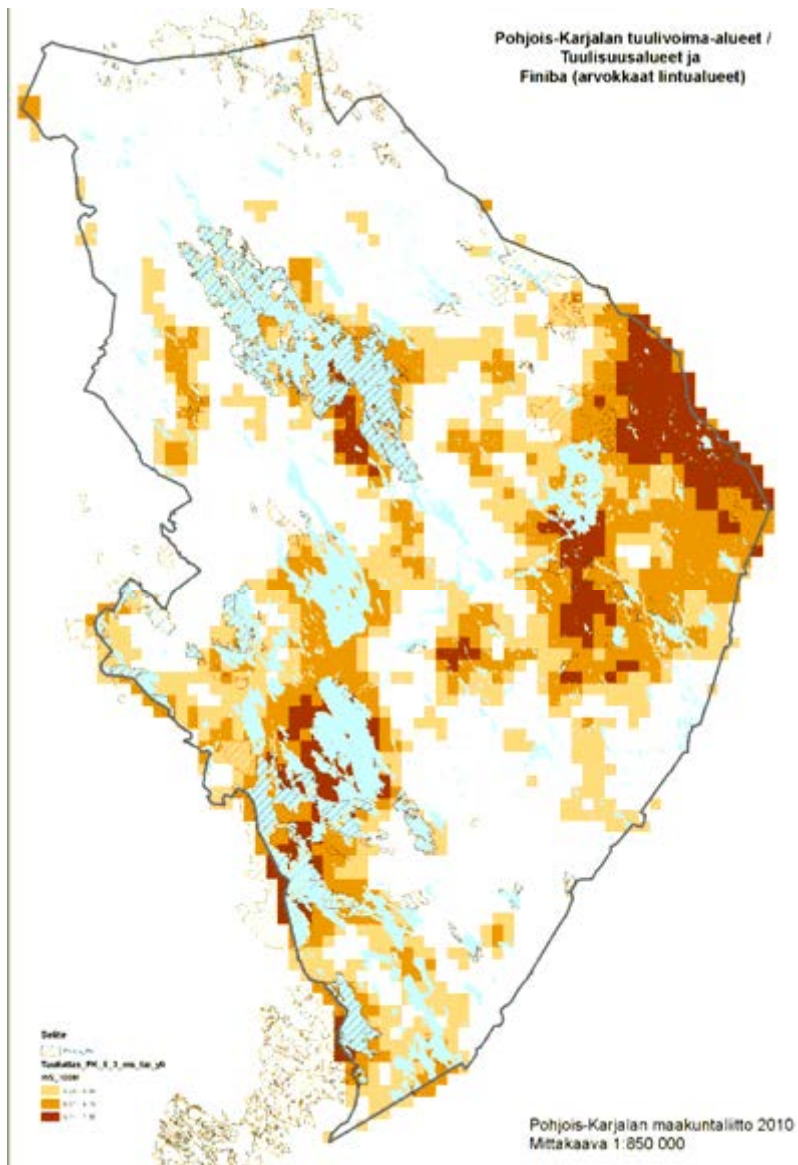 Pohjois-Karjalan tuulivoima-alueet /
Tuulisuusalueet ja
Finiba (arvokkaat lintualueet)
Selite
Pohjois-Karjalan maakuntaliitto 2010
Mittakaava 1:850 000